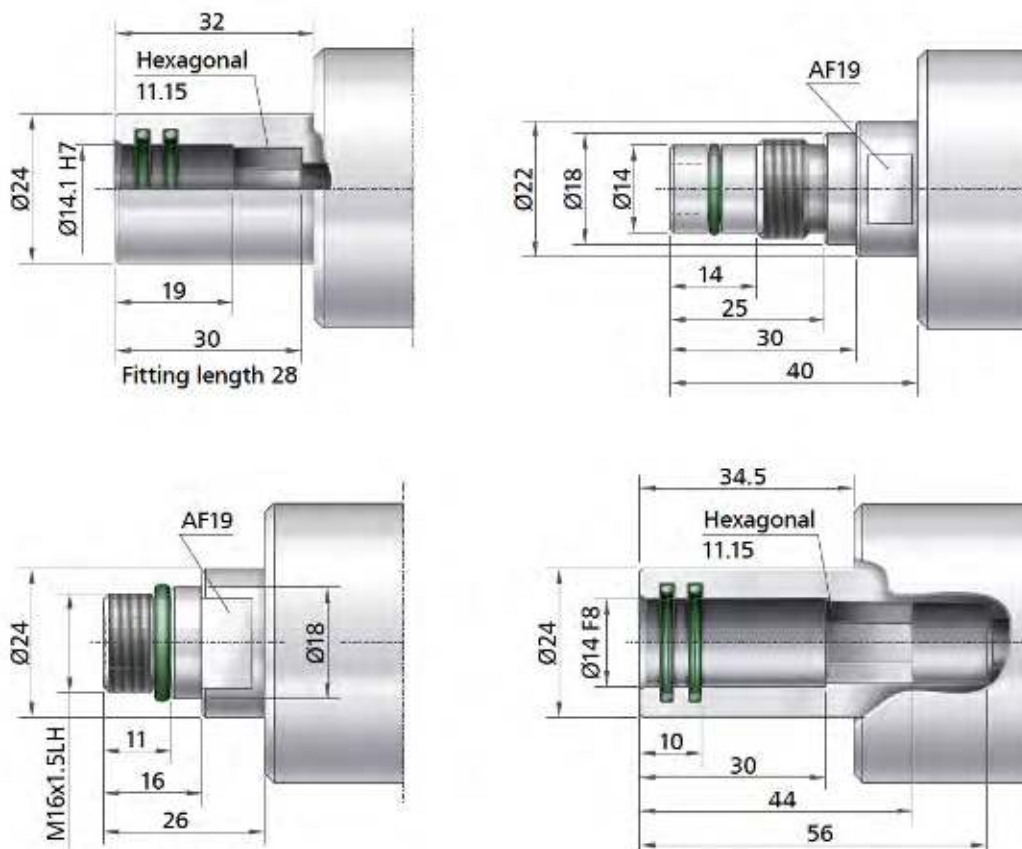 32
Hexagonal
11.15
Ø24
Ø14.1 H7
19
30
Fitting length 28
AF19
Ø22
Ø18
Ø14
14
25
30
40
AF19
Ø24
Ø18
M16x1.5LH
11
16
26
34.5
Hexagonal
11.15
Ø24
Ø14 F8
10
30
44
56